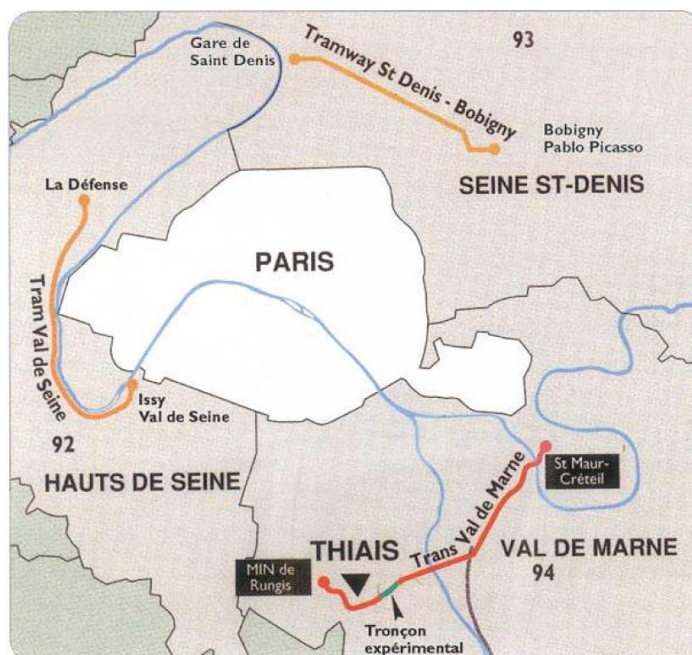 93
Gare de
Saint Denis
Tramway St Denis - Bobigny
Bobigny
Pablo Picasso
SEINE ST-DENIS
La Défense
PARIS
Tram Val de Seine
Issy
Val de Seine
92
HAUTS DE SEINE
St Maur-
Créteil
Trans Val de Marne
THIAIS
VAL DE MARNE
94
MIN de
Rungis
Tronçon
expérimental